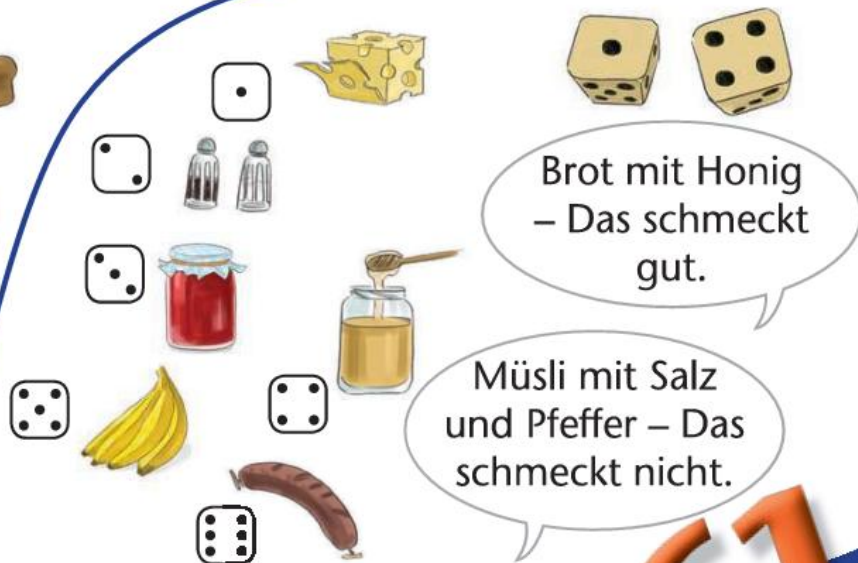 Brot mit Honig
– Das schmeckt
gut.
Müsli mit Salz
und Pfeffer – Das
schmeckt nicht.